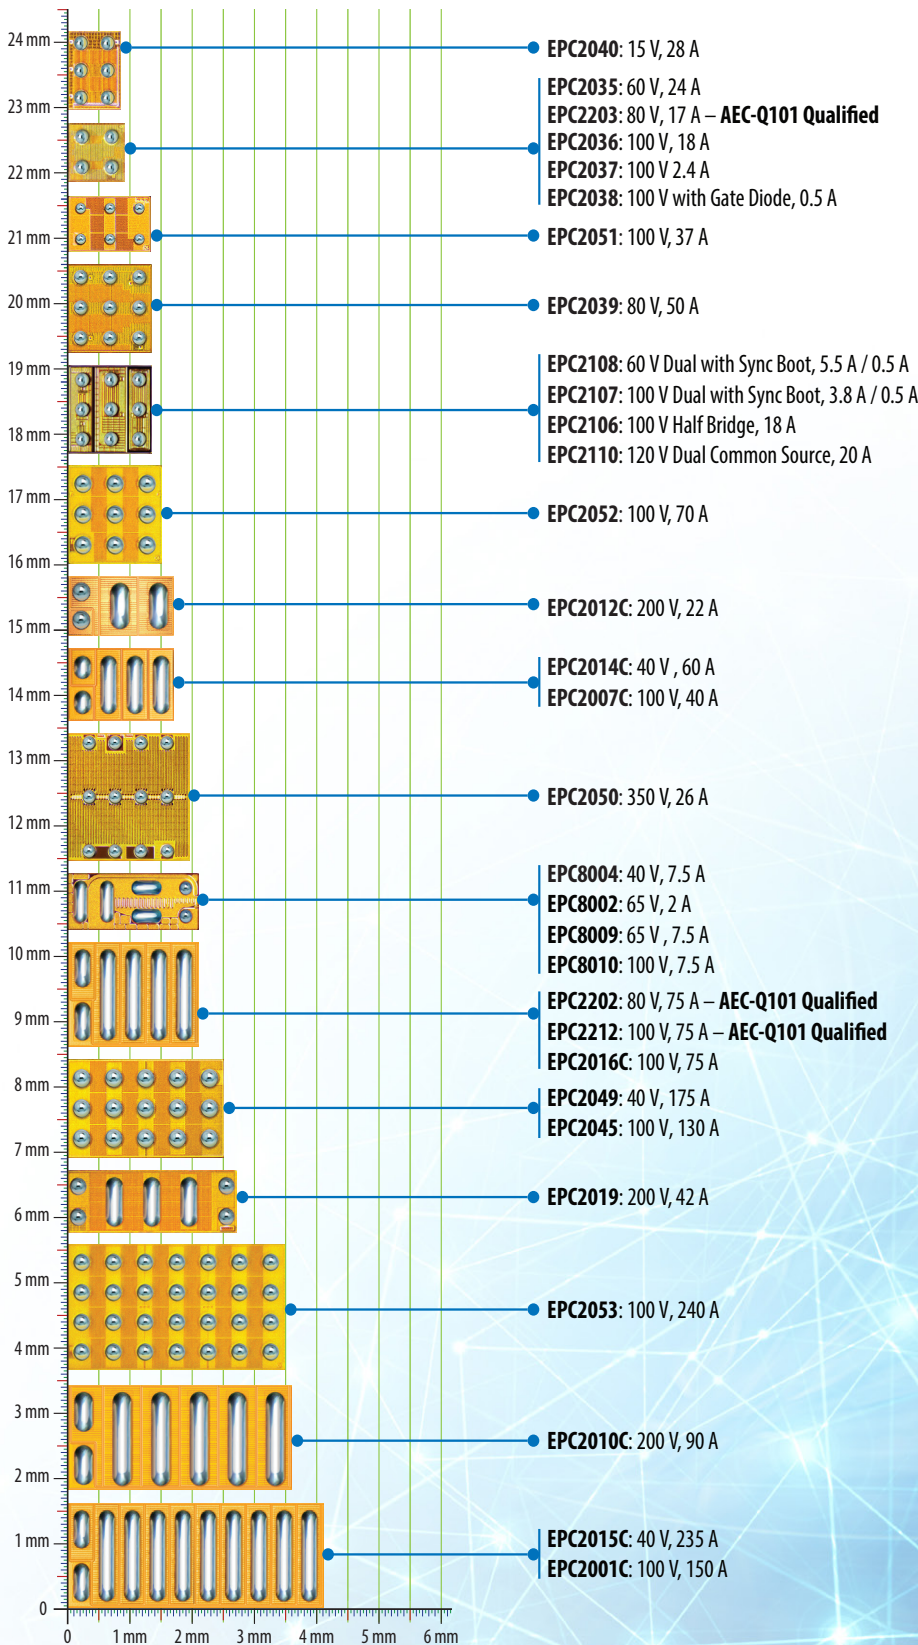 24 mm
EPC2040: 15 V, 28 A
EPC2035: 60 V, 24 A
23 mm
EPC2203: 80 V, 17 A – AEC-Q101 Qualified
EPC2036: 100 V, 18 A
22 mm
EPC2037: 100 V 2.4 A
EPC2038: 100 V with Gate Diode, 0.5 A
21 mm
EPC2051: 100 V, 37 A
20 mm
EPC2039: 80 V, 50 A
19 mm
EPC2108: 60 V Dual with Sync Boot, 5.5 A / 0.5 A
EPC2107: 100 V Dual with Sync Boot, 3.8 A / 0.5 A
18 mm
EPC2106: 100 V Half Bridge, 18 A
EPC2110: 120 V Dual Common Source, 20 A
17 mm
EPC2052: 100 V, 70 A
16 mm
EPC2012C: 200 V, 22 A
15 mm
EPC2014C: 40 V , 60 A
14 mm
EPC2007C: 100 V, 40 A
13 mm
EPC2050: 350 V, 26 A
12 mm
EPC8004: 40 V, 7.5 A
11 mm
EPC8002: 65 V, 2 A
EPC8009: 65 V , 7.5 A
10 mm
EPC8010: 100 V, 7.5 A
EPC2202: 80 V, 75 A – AEC-Q101 Qualified
9 mm
EPC2212: 100 V, 75 A – AEC-Q101 Qualified
EPC2016C: 100 V, 75 A
8 mm
EPC2049: 40 V, 175 A
EPC2045: 100 V, 130 A
7 mm
EPC2019: 200 V, 42 A
6 mm
5 mm
EPC2053: 100 V, 240 A
4 mm
3 mm
EPC2010C: 200 V, 90 A
2 mm
1 mm
EPC2015C: 40 V, 235 A
EPC2001C: 100 V, 150 A
0
0 1 mm 2 mm 3 mm 4 mm 5 mm 6 mm